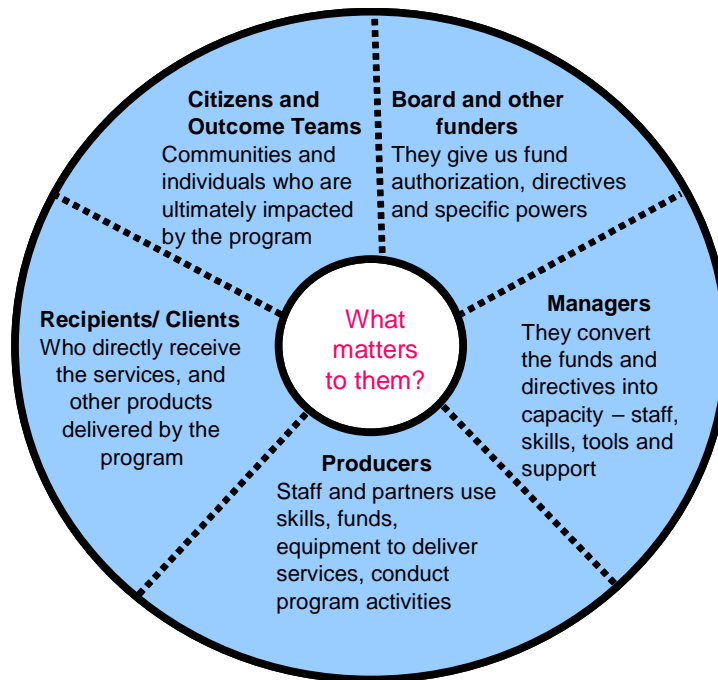 Citizens and
Outcome Teams
Communities and
individuals who are
ultimately impacted
by the program
Board and other
funders
They give us fund
authorization, directives
and specific powers
Recipients/ Clients
Who directly receive
the services, and
other products
delivered by the
program
What
matters
to them?
Managers
They convert
the funds and
directives into
capacity – staff,
skills, tools and
support
Producers
Staff and partners use
skills, funds,
equipment to deliver
services, conduct
program activities